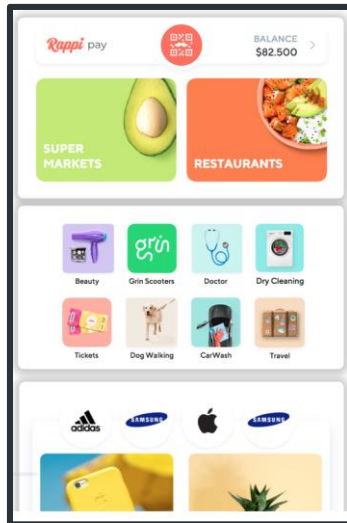 Rappi pay
BALANCE
$82.500
SUPER
MARKETS
RESTAURANTS
grin
Beauty
Grin Scooters
Doctor
Dry Cleaning
Tickets
Dog Walking
CarWash
Travel
adidas
SAMSUNG
SAMSUNG